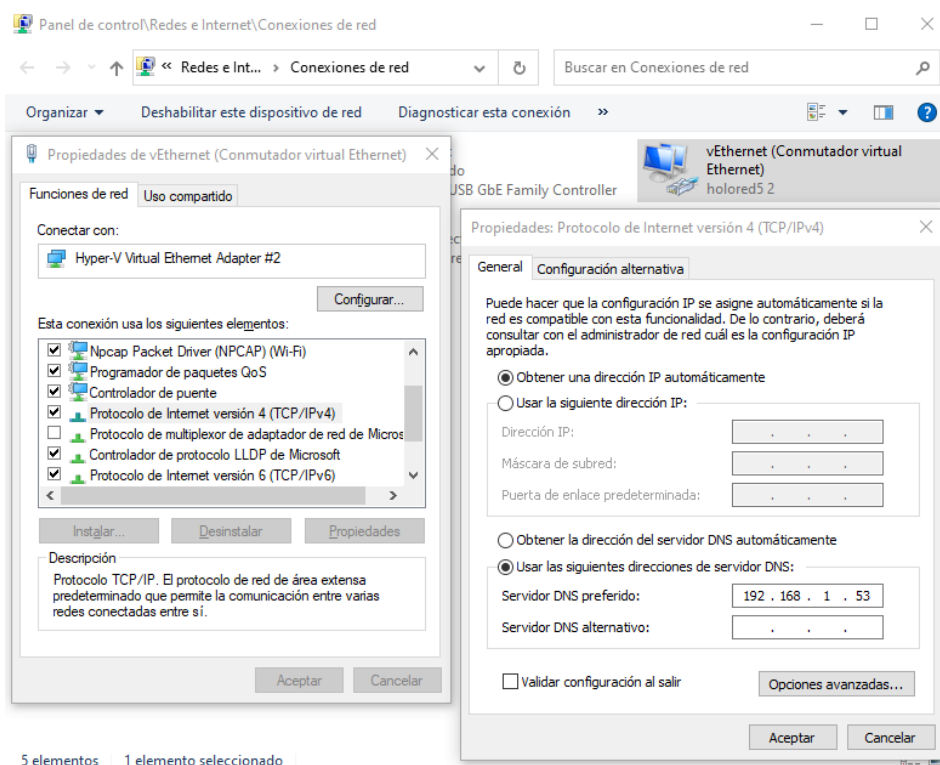 Panel de control\Redes e Internet\Conexiones de red
« Redes e Int... > Conexiones de red
Buscar en Conexiones de red
Organizar
Deshabilitar este dispositivo de red
Diagnosticar esta conexión
»
vEthernet (Conmutador virtual
Ethernet)
holored5 2
USB GbE Family Controller
Propiedades de vEthernet (Conmutador virtual Ethernet)
Funciones de red
Uso compartido
Conectar con:
Hyper-V Virtual Ethernet Adapter #2
Configurar...
Esta conexión usa los siguientes elementos:
Npcap Packet Driver (NPCAP) (Wi-Fi)
Programador de paquetes QoS
Controlador de puente
Protocolo de Internet versión 4 (TCP/IPv4)
Protocolo de multiplexor de adaptador de red de Micros
Controlador de protocolo LLDP de Microsoft
Protocolo de Internet versión 6 (TCP/IPv6)
Instalar...
Desinstalar
Propiedades
Descripción
Protocolo TCP/IP. El protocolo de red de área extensa
predeterminado que permite la comunicación entre varias
redes conectadas entre sí.
Aceptar
Cancelar
Propiedades: Protocolo de Internet versión 4 (TCP/IPv4)
General
Configuración alternativa
Puede hacer que la configuración IP se asigne automáticamente si la
red es compatible con esta funcionalidad. De lo contrario, deberá
consultar con el administrador de red cuál es la configuración IP
apropiada.
Obtener una dirección IP automáticamente
Usar la siguiente dirección IP:
Dirección IP:
Máscara de subred:
Puerta de enlace predeterminada:
Obtener la dirección del servidor DNS automáticamente
Usar las siguientes direcciones de servidor DNS:
Servidor DNS preferido: 192 . 168 . 1 . 53
Servidor DNS alternativo:
Validar configuración al salir
Opciones avanzadas...
Aceptar
Cancelar
5 elementos
1 elemento seleccionado